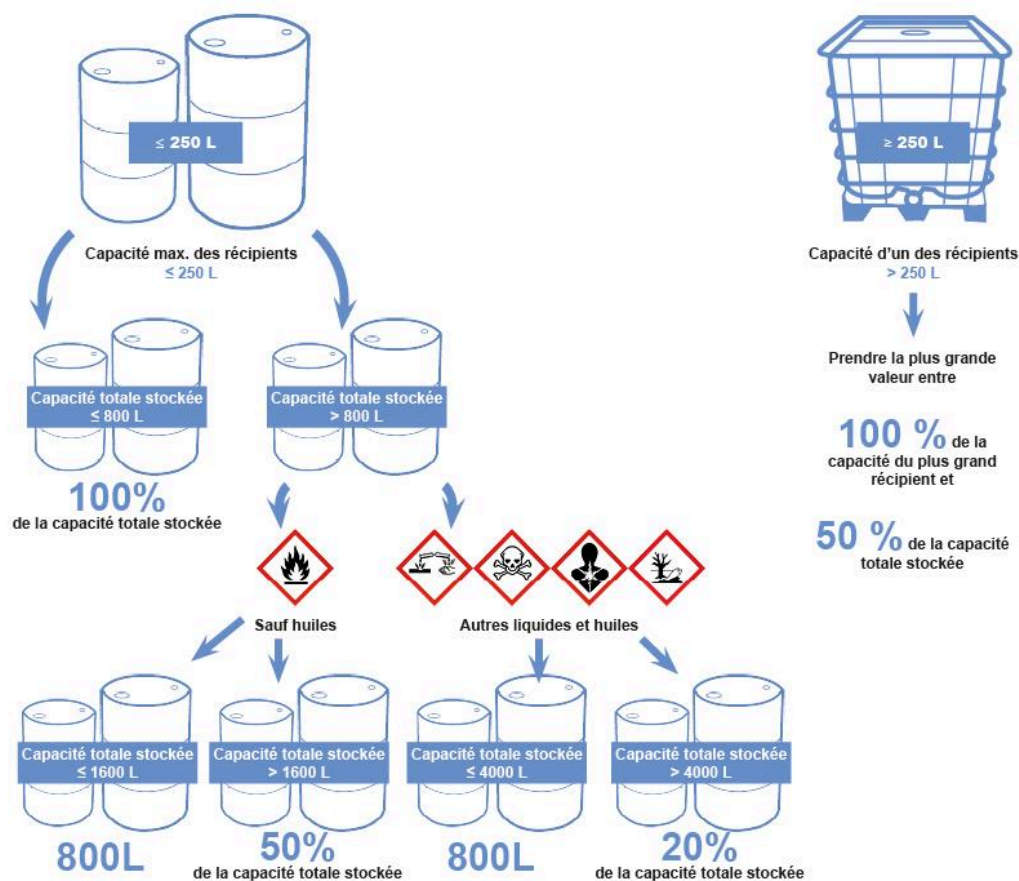 ≤ 250 L
Capacité max. des récipients
≤ 250 L
≥ 250 L
Capacité d'un des récipients
> 250 L
Prendre la plus grande
valeur entre
100 % de la
capacité du plus grand
récipient et
50 % de la capacité
totale stockée
Capacité totale stockée
≤ 800 L
100%
de la capacité totale stockée
Capacité totale stockée
> 800 L
Sauf huiles
Autres liquides et huiles
Capacité totale stockée
≤ 1600 L
800L
Capacité totale stockée
> 1600 L
50%
de la capacité totale stockée
Capacité totale stockée
≤ 4000 L
800L
Capacité totale stockée
> 4000 L
20%
de la capacité totale stockée